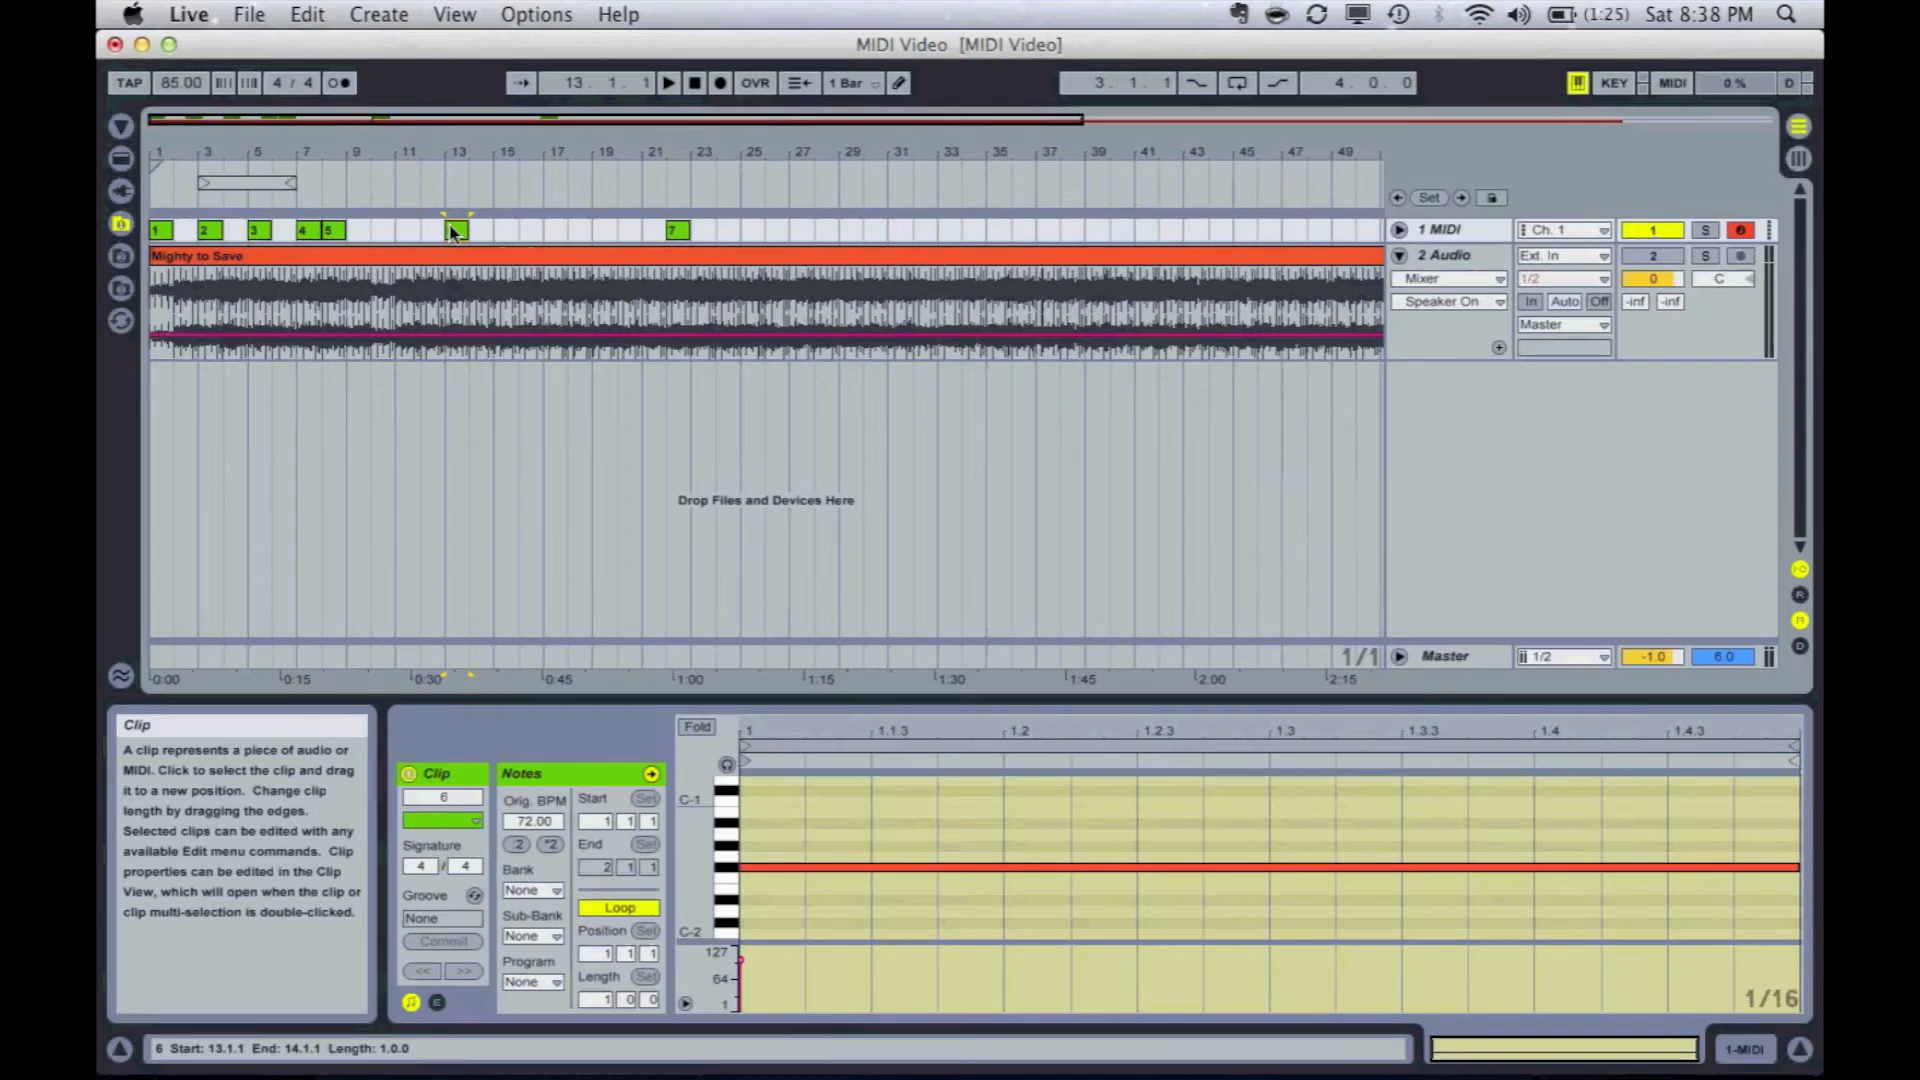 Live File Edit Create View Options Help (1:25) Sat 8:38 PM
MIDI Video [MIDI Video]
TAP 85.00 4 / 4 13. 1. 1 OVR 1 Bar 3. 1. 1 4. 0. 0 KEY MIDI 0 % D
1 3 5 7 9 11 13 15 17 19 21 23 25 27 29 31 33 35 37 39 41 43 45 47 49
Set
1 2 3 4 5 7 1 MIDI Ch. 1 1 S
Mighty to Save 2 Audio Ext. In 2 S
Mixer 1/2 0 C
Speaker On In Auto Off -inf -inf
Master
Drop Files and Devices Here
I-O
R
M
D
1/1 Master 1/2 -1.0 6.0
0:00 0:15 0:30 0:45 1:00 1:15 1:30 1:45 2:00 2:15
Clip
A clip represents a piece of audio or
MIDI. Click to select the clip and drag
it to a new position. Change clip
length by dragging the edges.
Selected clips can be edited with any
available Edit menu commands. Clip
properties can be edited in the Clip
View, which will open when the clip or
clip multi-selection is double-clicked.
Clip
6
Signature
4 / 4
Groove
None
Commit
<< >>
E
Notes
Orig. BPM
72.00
:2 *2
Bank
None
Sub-Bank
None
Program
None
Start Set
1 1 1
End Set
2 1 1
Loop
Position Set
1 1 1
Length Set
1 0 0
Fold 1 1.1.3 1.2 1.2.3 1.3 1.3.3 1.4 1.4.3
C-1
C-2
127
64
1
1/16
6 Start: 13.1.1 End: 14.1.1 Length: 1.0.0 1-MIDI